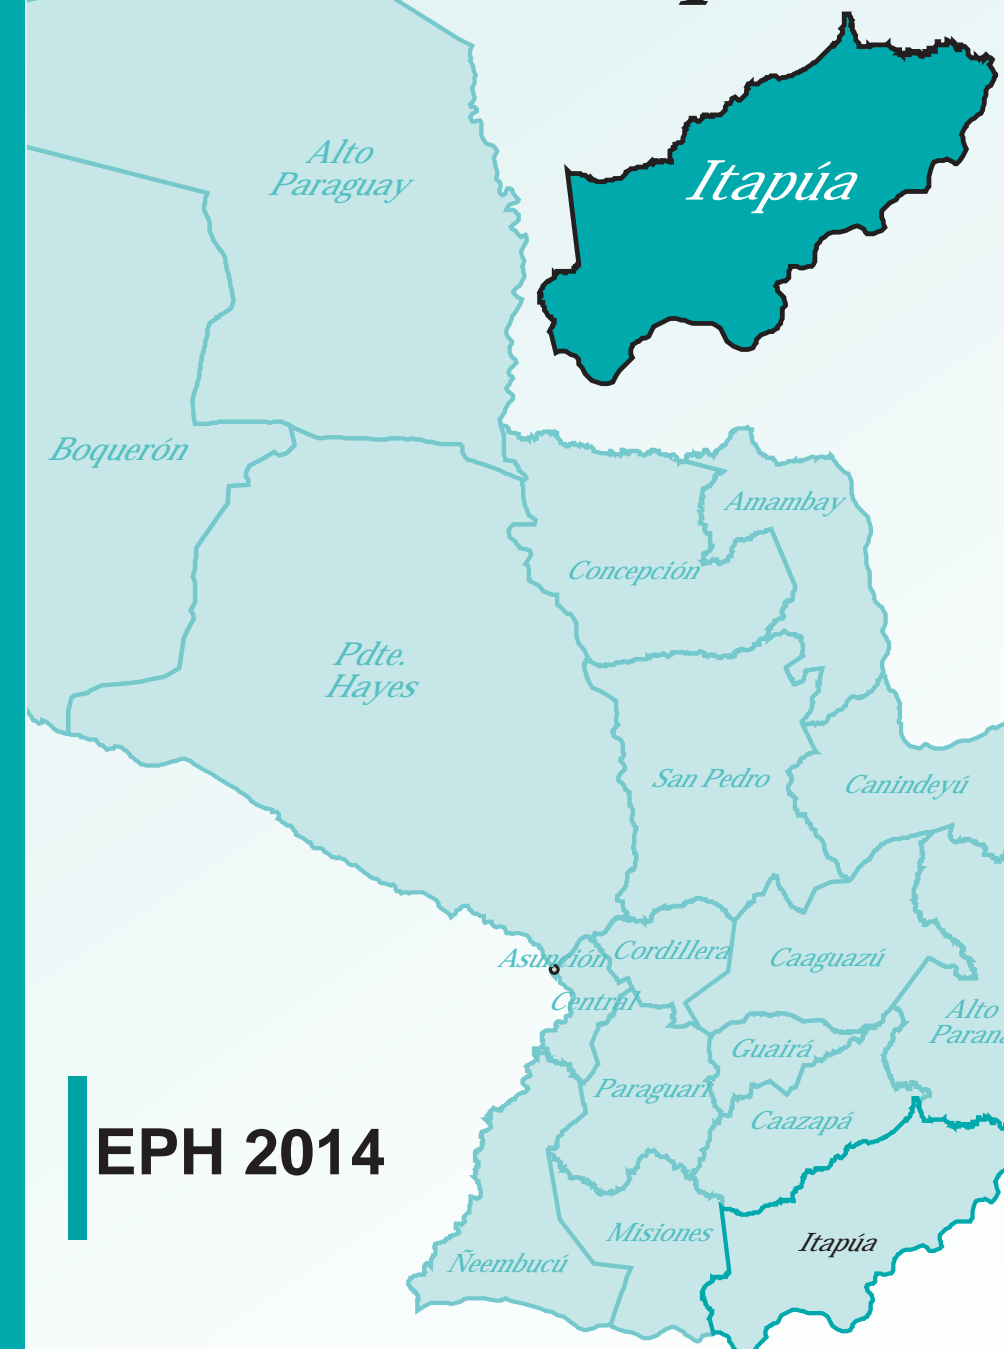 Alto
Paraguay
Itapúa
Boquerón
Amambay
Concepción
Pdte.
Hayes
San Pedro
Canindeyú
Asunción
Cordillera
Caaguazú
Central
Alto
Guairá
Paraguarí
Caazapá
EPH 2014
Misiones
Itapúa
Ñeembucú